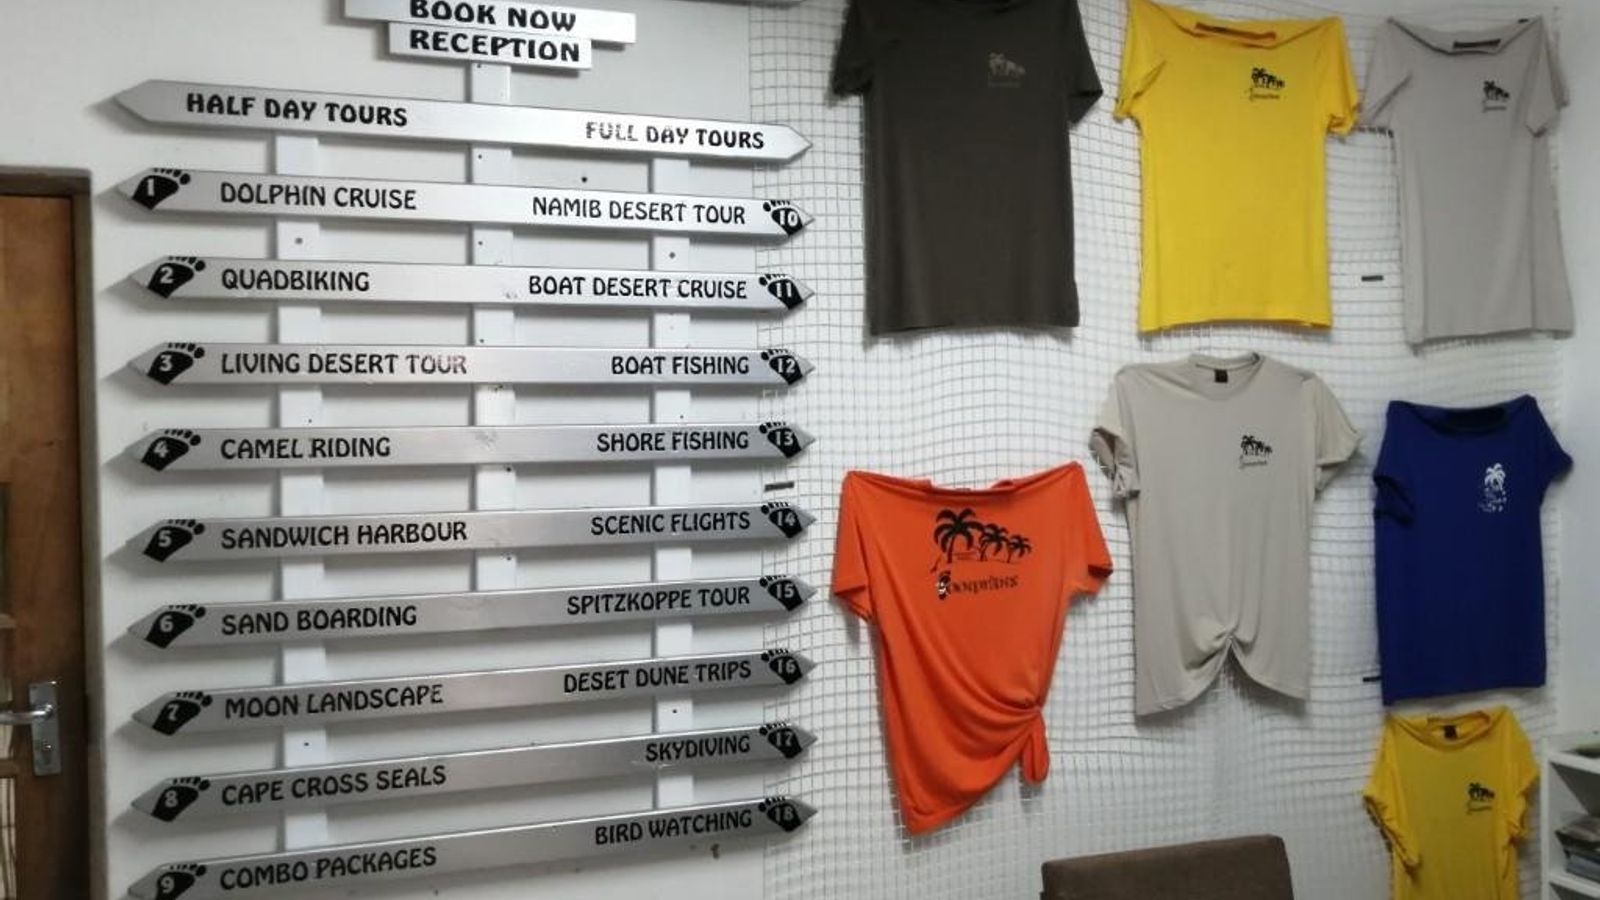 BOOK NOW
RECEPTION
HALF DAY TOURS FULL DAY TOURS
1 DOLPHIN CRUISE NAMIB DESERT TOUR 10
2 QUADBIKING BOAT DESERT CRUISE 11
3 LIVING DESERT TOUR BOAT FISHING 12
4 CAMEL RIDING SHORE FISHING 13
5 SANDWICH HARBOUR SCENIC FLIGHTS 14
6 SAND BOARDING SPITZKOPPE TOUR 15
7 MOON LANDSCAPE DESET DUNE TRIPS 16
8 CAPE CROSS SEALS SKYDIVING 17
9 COMBO PACKAGES BIRD WATCHING 18